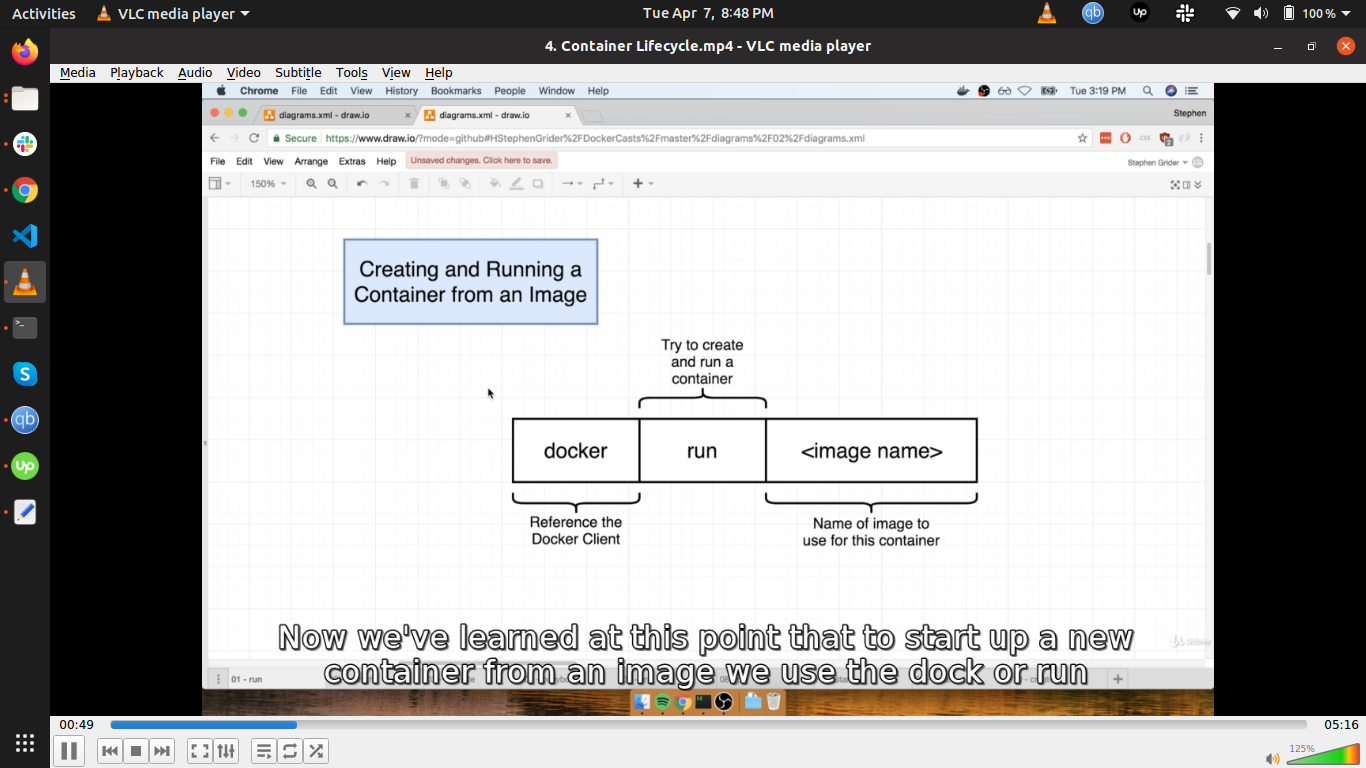 Activities VLC media player Tue Apr 7, 8:48 PM qb up 100 %
4. Container Lifecycle.mp4 - VLC media player
Media Playback Audio Video Subtitle Tools View Help
Chrome File Edit View History Bookmarks People Window Help Tue 3:19 PM
diagrams.xml - draw.io × diagrams.xml - draw.io × Stephen
Secure https://www.draw.io/?mode=github#HStephenGrider%2FDockerCasts%2Fmaster%2Fdiagrams%2F02%2Fdiagrams.xml
File Edit View Arrange Extras Help Unsaved changes. Click here to save. Stephen Grider
150%
Creating and Running a
Container from an Image
Try to create
and run a
container
docker run <image name>
Reference the
Docker Client
Name of image to
use for this container
Now we've learned at this point that to start up a new
container from an image we use the dock or run
01 - run
00:49 05:16
125%